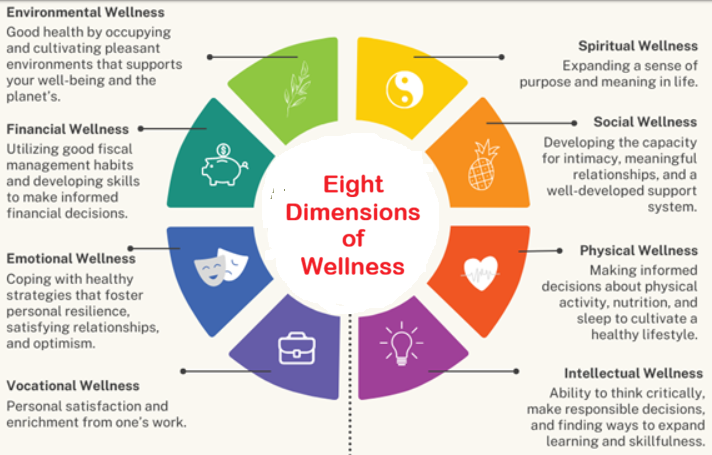 Environmental Wellness
Good health by occupying
and cultivating pleasant
environments that supports
your well-being and the
planet's.
Financial Wellness
Utilizing good fiscal
management habits
and developing skills
to make informed
financial decisions.
Emotional Wellness
Coping with healthy
strategies that foster
personal resilience,
satisfying relationships,
and optimism.
Vocational Wellness
Personal satisfaction and
enrichment from one's work.
$
Eight
Dimensions
of
Wellness
Spiritual Wellness
Expanding a sense of
purpose and meaning in life.
Social Wellness
Developing the capacity
for intimacy, meaningful
relationships, and a
well-developed support
system.
Physical Wellness
Making informed
decisions about physical
activity, nutrition, and
sleep to cultivate a
healthy lifestyle.
Intellectual Wellness
Ability to think critically,
make responsible decisions,
and finding ways to expand
learning and skillfulness.